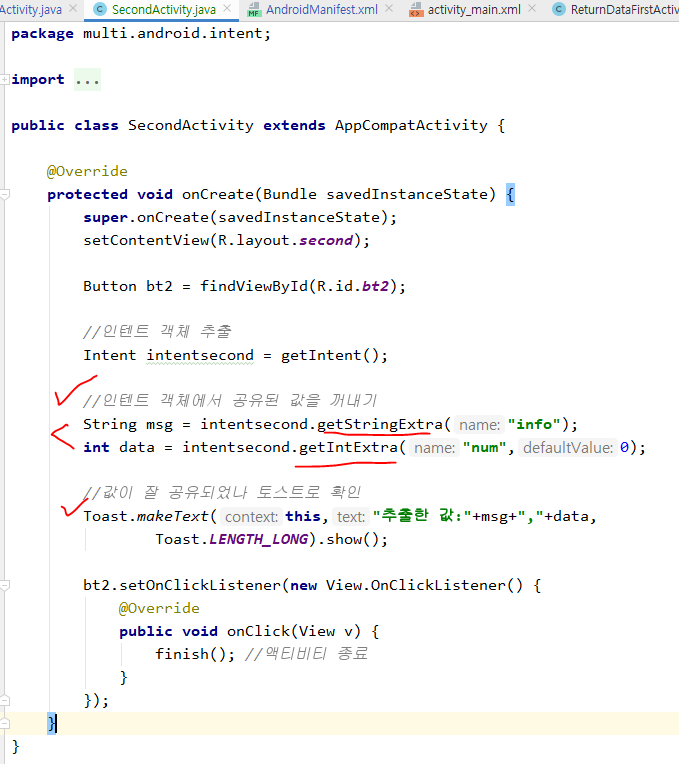 Activity.java SecondActivity.java AndroidManifest.xml activity_main.xml ReturnDataFirstActiv
package multi.android.intent;
import ...
public class SecondActivity extends AppCompatActivity {
@Override
protected void onCreate(Bundle savedInstanceState) {
super.onCreate(savedInstanceState);
setContentView(R.layout.second);
Button bt2 = findViewById(R.id.bt2);
//인텐트 객체 추출
Intent intentsecond = getIntent();
//인텐트 객체에서 공유된 값을 꺼내기
String msg = intentsecond.getStringExtra( name: "info");
int data = intentsecond.getIntExtra( name: "num", defaultValue: 0);
//값이 잘 공유되었나 토스트로 확인
Toast.makeText( context: this, text: "추출한 값:"+msg+","+data,
Toast.LENGTH_LONG).show();
bt2.setOnClickListener(new View.OnClickListener() {
@Override
public void onClick(View v) {
finish(); //액티비티 종료
}
});
}
}